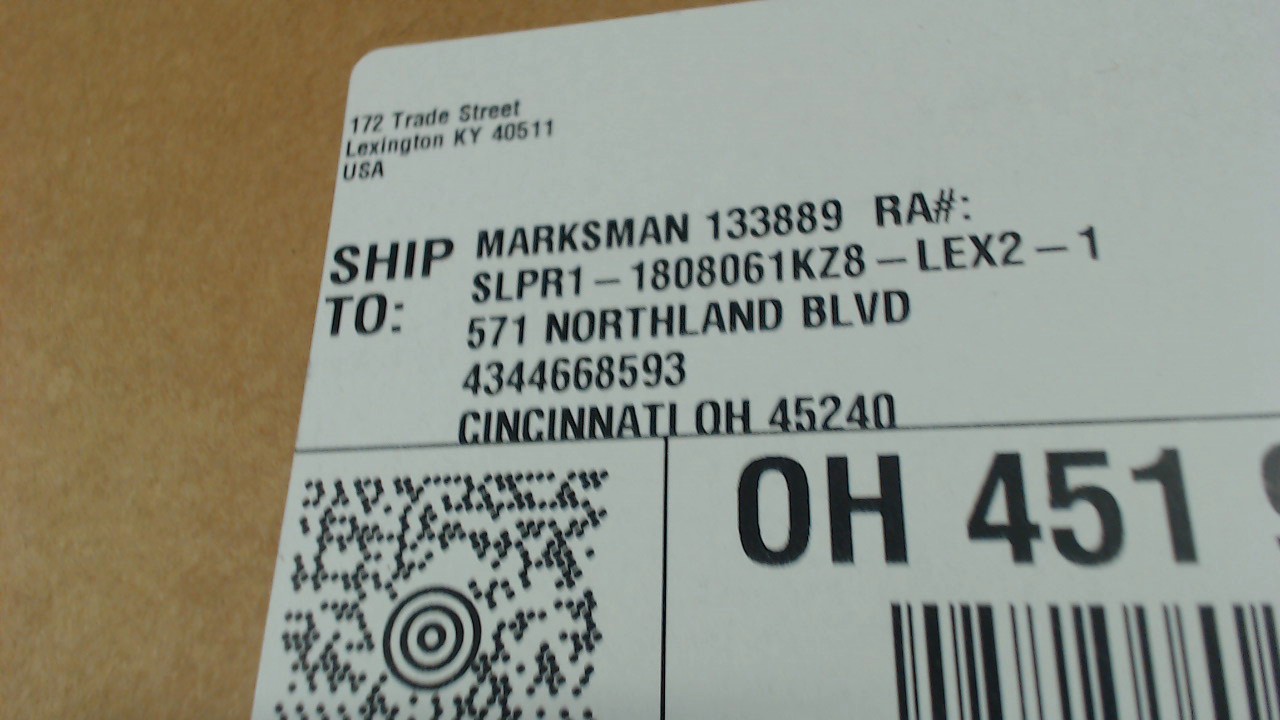 172 Trade Street
Lexington KY 40511
USA
SHIP TO:
MARKSMAN 133889 RA#:
SLPR1-1808061KZ8-LEX2-1
571 NORTHLAND BLVD
4344668593
CINCINNATI OH 45240
OH 451